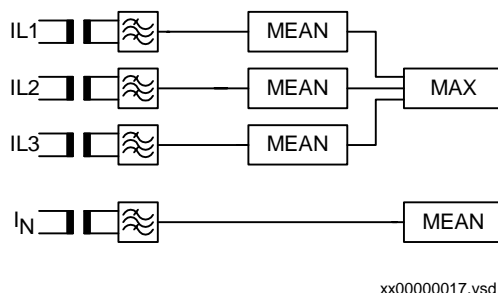 IL1 MEAN
IL2 MEAN MAX
IL3 MEAN
IN MEAN
xx00000017.vsd